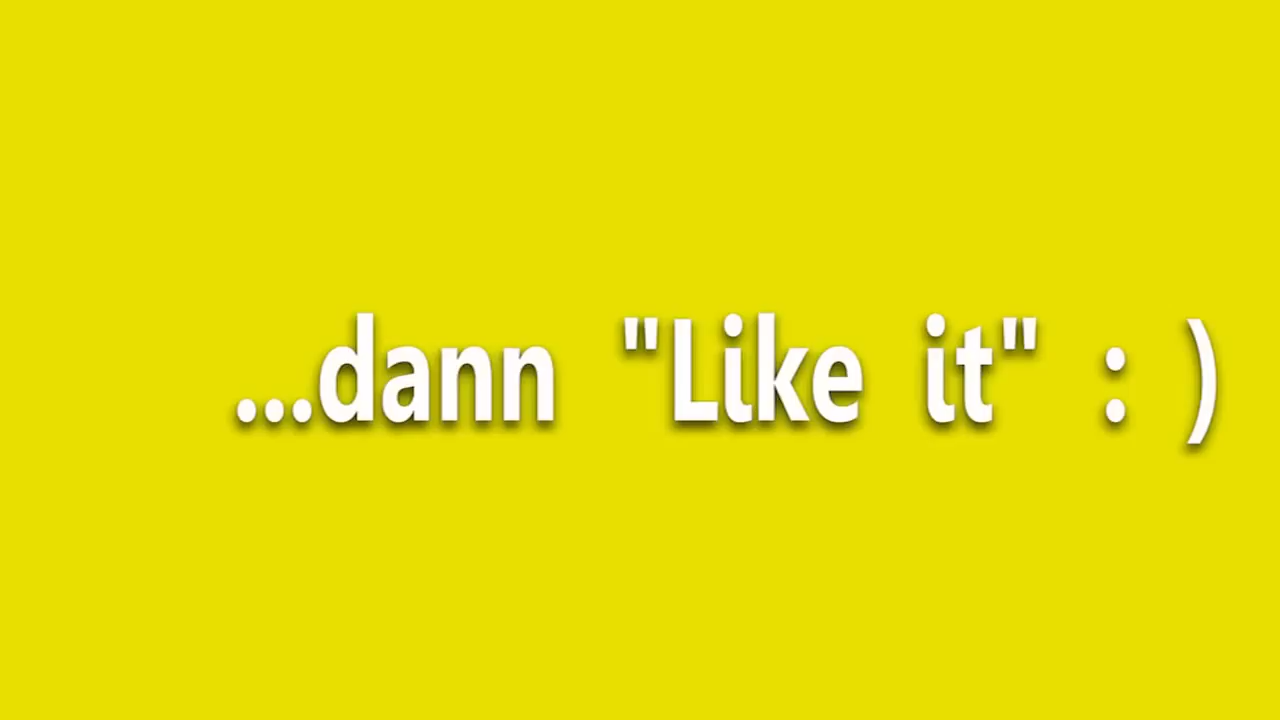 ...dann "Like it" : )